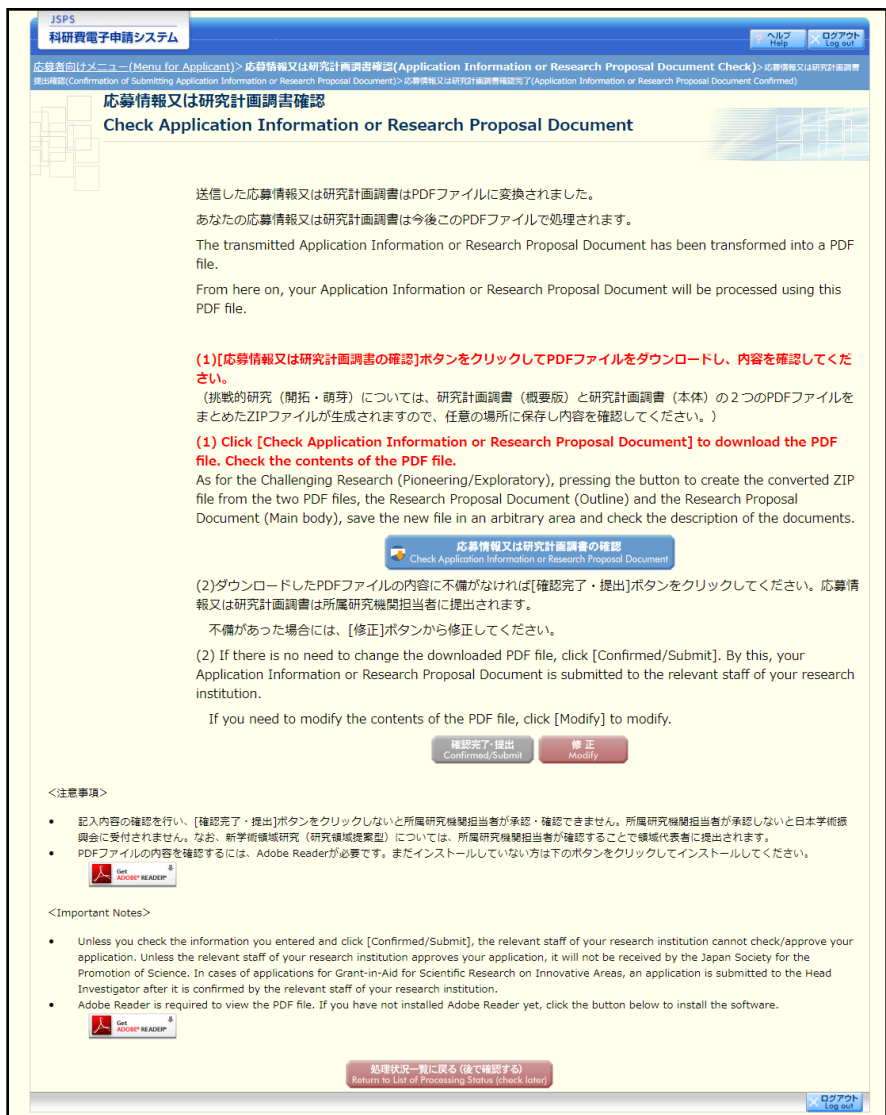 JSPS
科研費電子申請システム
? ヘルプ
Help
ログアウト
Log out
応募者向けメニュー(Menu for Applicant)>応募情報又は研究計画調書確認(Application Information or Research Proposal Document Check)>応募情報又は研究計画調書
提出確認(Confirmation of Submitting Application Information or Research Proposal Document)>応募情報又は研究計画調書確認完了(Application Information or Research Proposal Document Confirmed)
応募情報又は研究計画調書確認
Check Application Information or Research Proposal Document
送信した応募情報又は研究計画調書はPDFファイルに変換されました。
あなたの応募情報又は研究計画調書は今後このPDFファイルで処理されます。
The transmitted Application Information or Research Proposal Document has been transformed into a PDF
file.
From here on, your Application Information or Research Proposal Document will be processed using this
PDF file.
(1)[応募情報又は研究計画調書の確認]ボタンをクリックしてPDFファイルをダウンロードし、内容を確認してくだ
さい。
（挑戦的研究（開拓・萌芽）については、研究計画調書（概要版）と研究計画調書（本体）の２つのPDFファイルを
まとめたZIPファイルが生成されますので、任意の場所に保存し内容を確認してください。）
(1) Click [Check Application Information or Research Proposal Document] to download the PDF
file. Check the contents of the PDF file.
As for the Challenging Research (Pioneering/Exploratory), pressing the button to create the converted ZIP
file from the two PDF files, the Research Proposal Document (Outline) and the Research Proposal
Document (Main body), save the new file in an arbitrary area and check the description of the documents.
応募情報又は研究計画調書の確認
Check Application Information or Research Proposal Document
(2)ダウンロードしたPDFファイルの内容に不備がなければ[確認完了・提出]ボタンをクリックしてください。応募情
報又は研究計画調書は所属研究機関担当者に提出されます。
不備があった場合には、[修正]ボタンから修正してください。
(2) If there is no need to change the downloaded PDF file, click [Confirmed/Submit]. By this, your
Application Information or Research Proposal Document is submitted to the relevant staff of your research
institution.
If you need to modify the contents of the PDF file, click [Modify] to modify.
確認完了・提出
Confirmed/Submit
修 正
Modify
＜注意事項＞
• 記入内容の確認を行い、[確認完了・提出]ボタンをクリックしないと所属研究機関担当者が承認・確認できません。所属研究機関担当者が承認しないと日本学術振
興会に受付されません。なお、新学術領域研究（研究領域提案型）については、所属研究機関担当者が確認することで領域代表者に提出されます。
• PDFファイルの内容を確認するには、Adobe Readerが必要です。まだインストールしていない方は下のボタンをクリックしてインストールしてください。
Get
ADOBE® READER®
＜Important Notes＞
• Unless you check the information you entered and click [Confirmed/Submit], the relevant staff of your research institution cannot check/approve your
application. Unless the relevant staff of your research institution approves your application, it will not be received by the Japan Society for the
Promotion of Science. In cases of applications for Grant-in-Aid for Scientific Research on Innovative Areas, an application is submitted to the Head
Investigator after it is confirmed by the relevant staff of your research institution.
• Adobe Reader is required to view the PDF file. If you have not installed Adobe Reader yet, click the button below to install the software.
Get
ADOBE® READER®
処理状況一覧に戻る（後で確認する）
Return to List of Processing Status (check later)
ログアウト
Log out